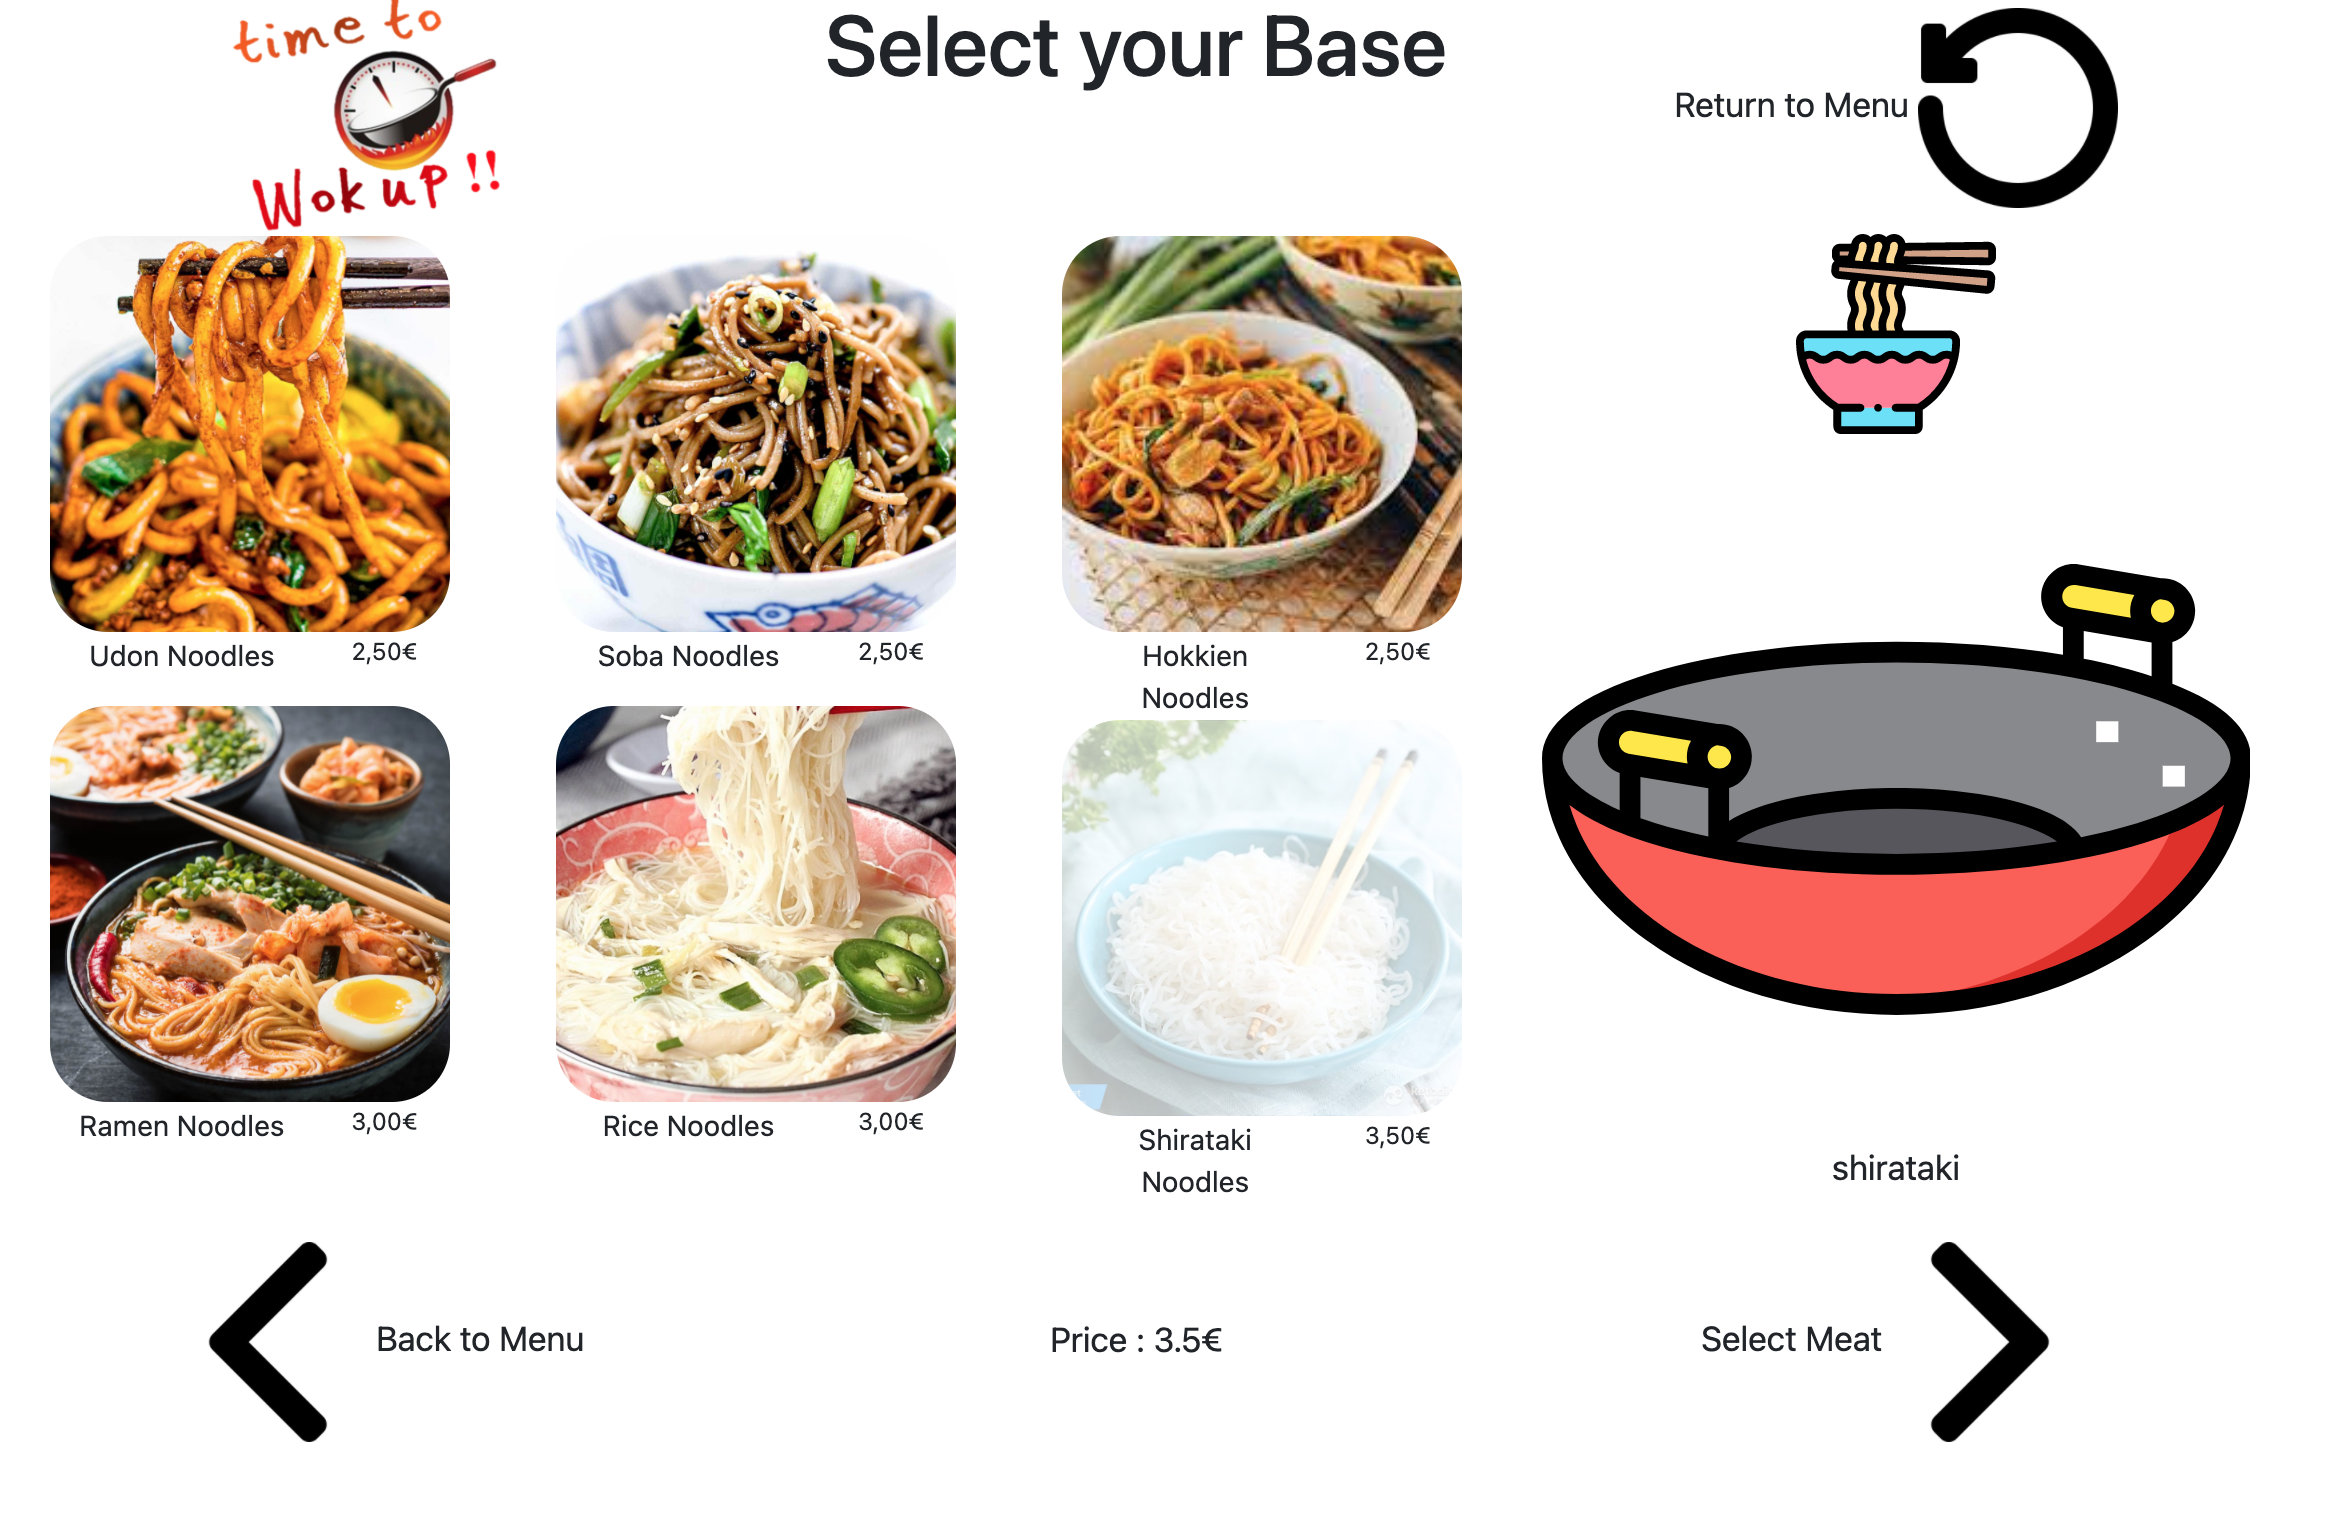 time to
Wok up !!
Select your Base
Return to Menu
Udon Noodles 2,50€
Soba Noodles 2,50€
Hokkien
Noodles
2,50€
Ramen Noodles 3,00€
Rice Noodles 3,00€
Shirataki
Noodles
3,50€
shirataki
Back to Menu
Price : 3.5€
Select Meat